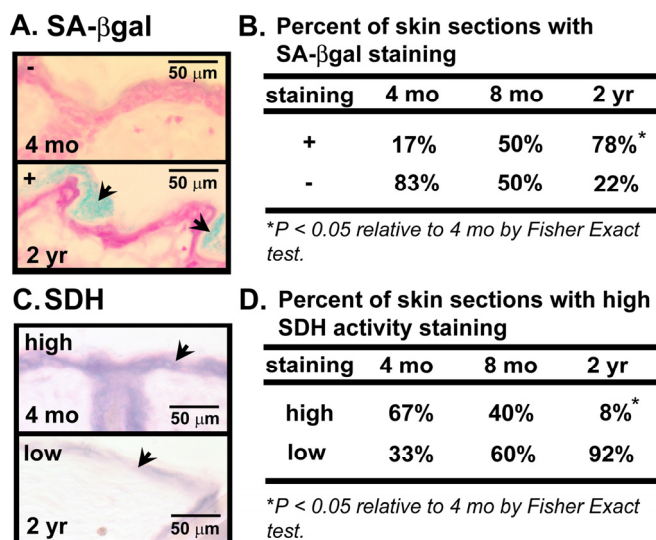 A. SA-βgal
-
50 μm
4 mo
+
50 μm
2 yr
B. Percent of skin sections with
SA-βgal staining
staining 4 mo 8 mo 2 yr
+ 17% 50% 78%*
- 83% 50% 22%
*P < 0.05 relative to 4 mo by Fisher Exact
test.
C. SDH
high
4 mo 50 μm
low
2 yr 50 μm
D. Percent of skin sections with high
SDH activity staining
staining 4 mo 8 mo 2 yr
high 67% 40% 8%*
low 33% 60% 92%
*P < 0.05 relative to 4 mo by Fisher Exact
test.